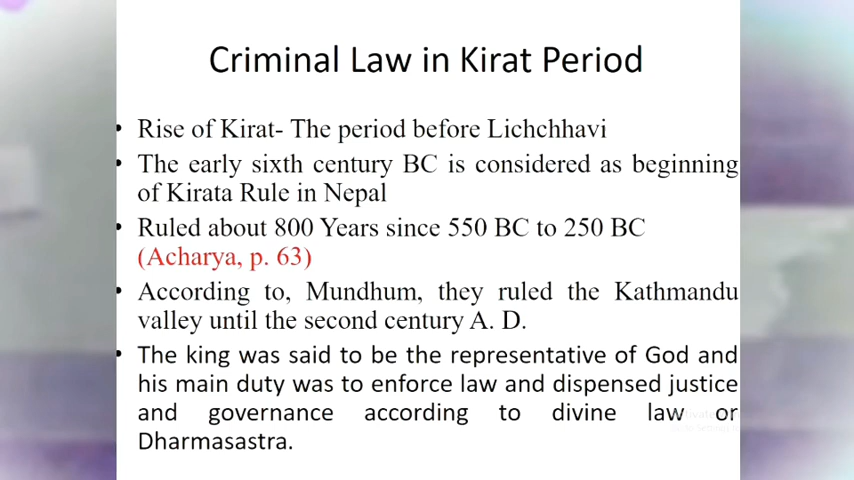 Criminal Law in Kirat Period
• Rise of Kirat- The period before Lichchhavi
• The early sixth century BC is considered as beginning
of Kirata Rule in Nepal
• Ruled about 800 Years since 550 BC to 250 BC
(Acharya, p. 63)
• According to, Mundhum, they ruled the Kathmandu
valley until the second century A. D.
• The king was said to be the representative of God and
his main duty was to enforce law and dispensed justice
and governance according to divine law or
Dharmasastra.